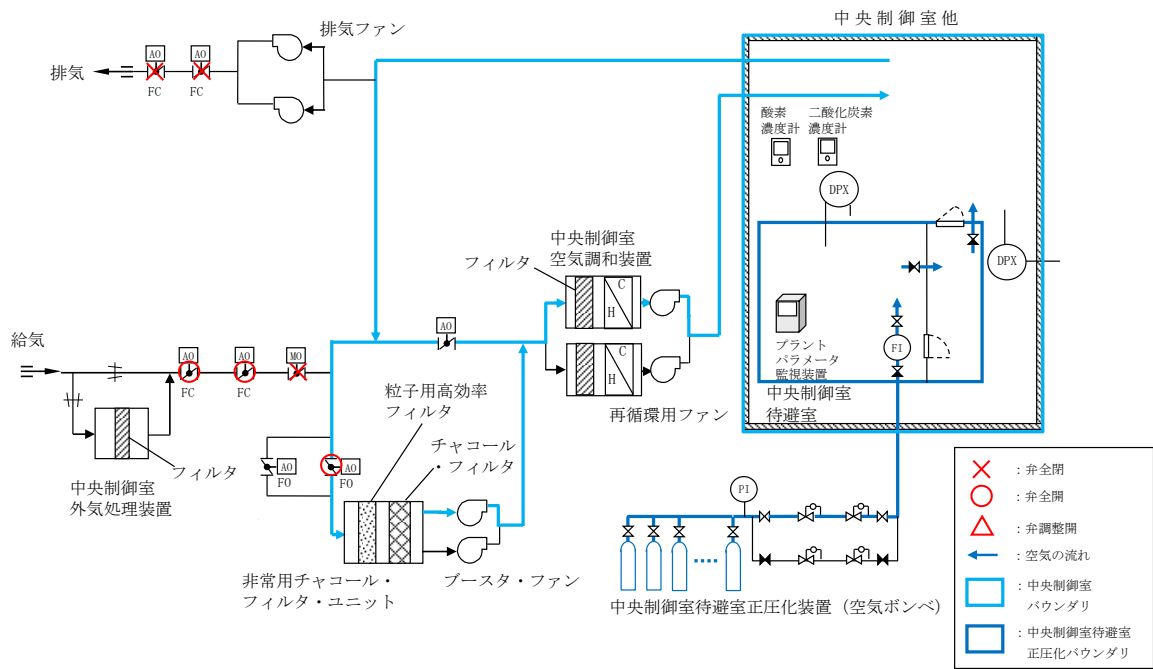 中央制御室他
排気ファン
排気
AO
AO
FC
FC
酸素
濃度計
二酸化炭素
濃度計
DPX
DPX
中央制御室
空気調和装置
フィルタ
C
H
C
H
AO
給気
AO
AO
MO
FC
FC
プラント
パラメータ
監視装置
FI
中央制御室
待避室
再循環用ファン
粒子用高効率
フィルタ
チャコール
・フィルタ
AO
FO
AO
FO
フィルタ
中央制御室
外気処理装置
非常用チャコール・
フィルタ・ユニット
ブースタ・ファン
PI
中央制御室待避室正圧化装置（空気ボンベ）
：弁全閉
：弁全開
：弁調整開
：空気の流れ
：中央制御室
バウンダリ
：中央制御室待避室
正圧化バウンダリ